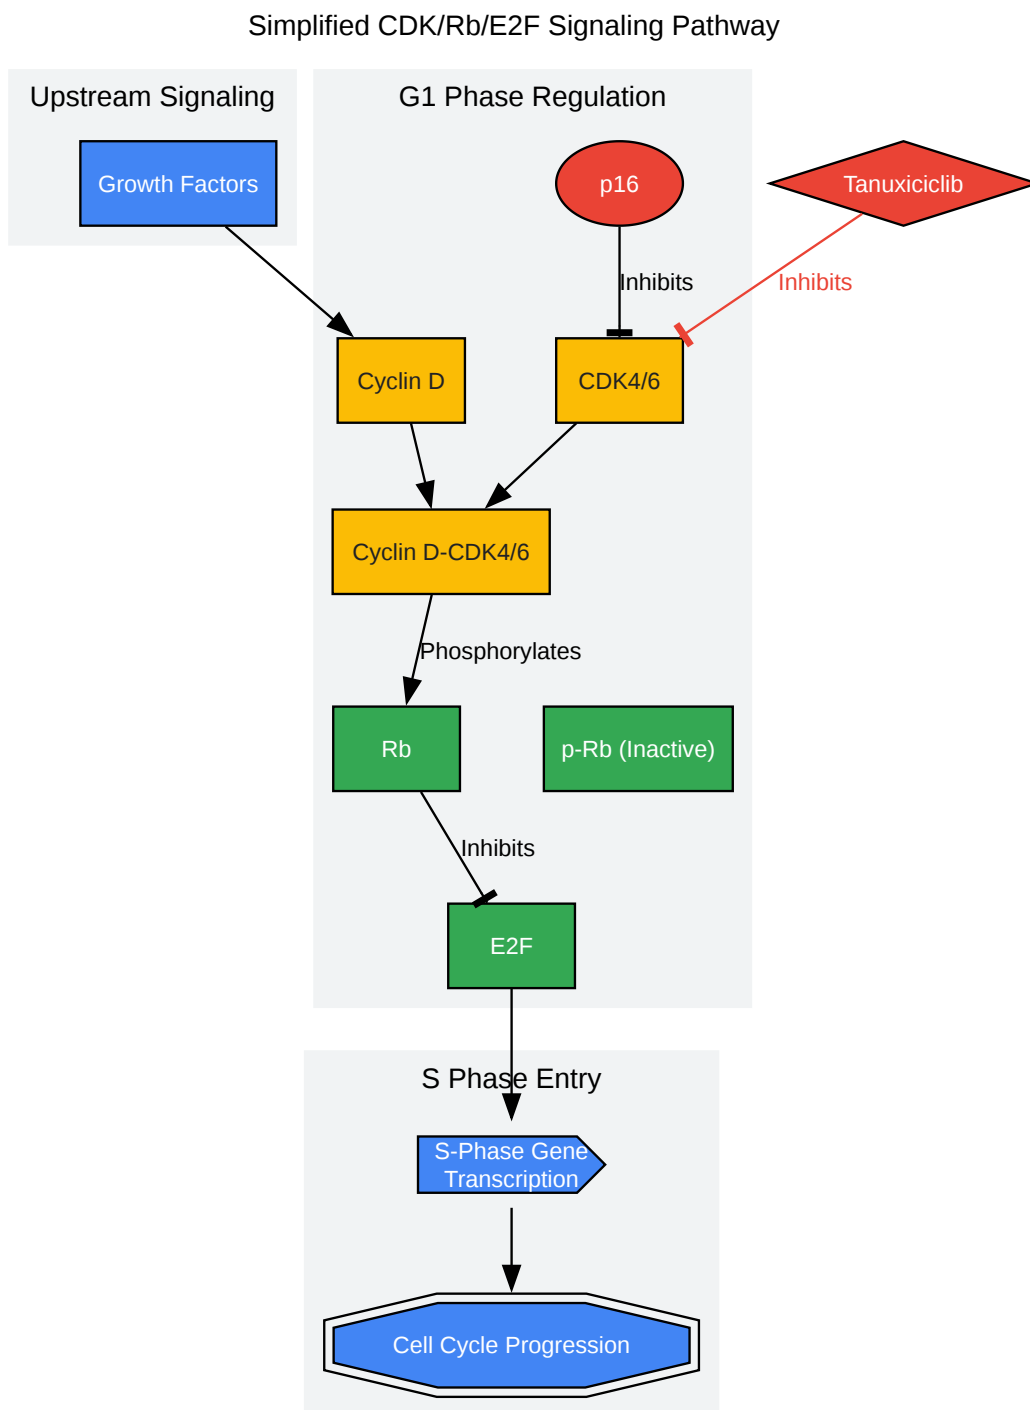 Simplified CDK/Rb/E2F Signaling Pathway
Upstream Signaling
G1 Phase Regulation
Growth Factors
p16
Tanuxiciclib
Inhibits
Inhibits
Cyclin D
CDK4/6
Cyclin D-CDK4/6
Phosphorylates
Rb
p-Rb (Inactive)
Inhibits
E2F
S Phase Entry
S-Phase Gene
Transcription
Cell Cycle Progression